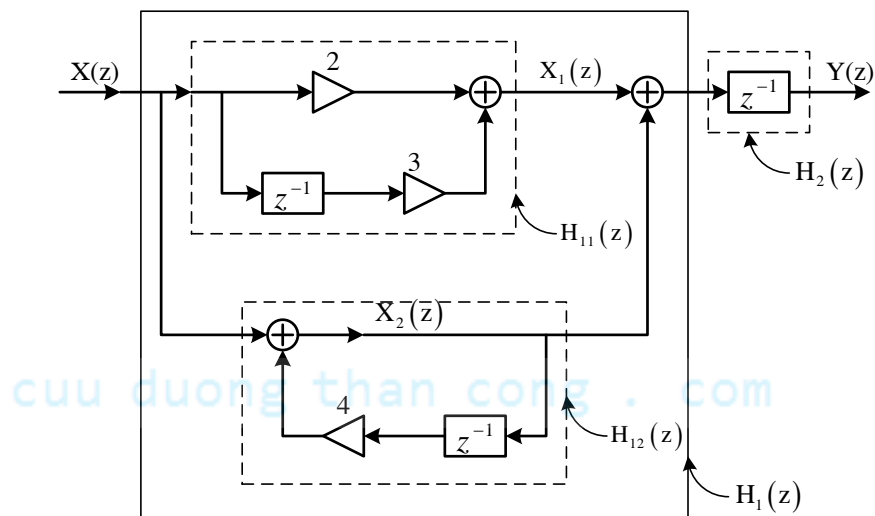 X(z)
2
X₁(z)
z⁻¹
Y(z)
H₂(z)
z⁻¹
3
H₁₁(z)
X₂(z)
cuu duong than cong . com
4
z⁻¹
H₁₂(z)
H₁(z)